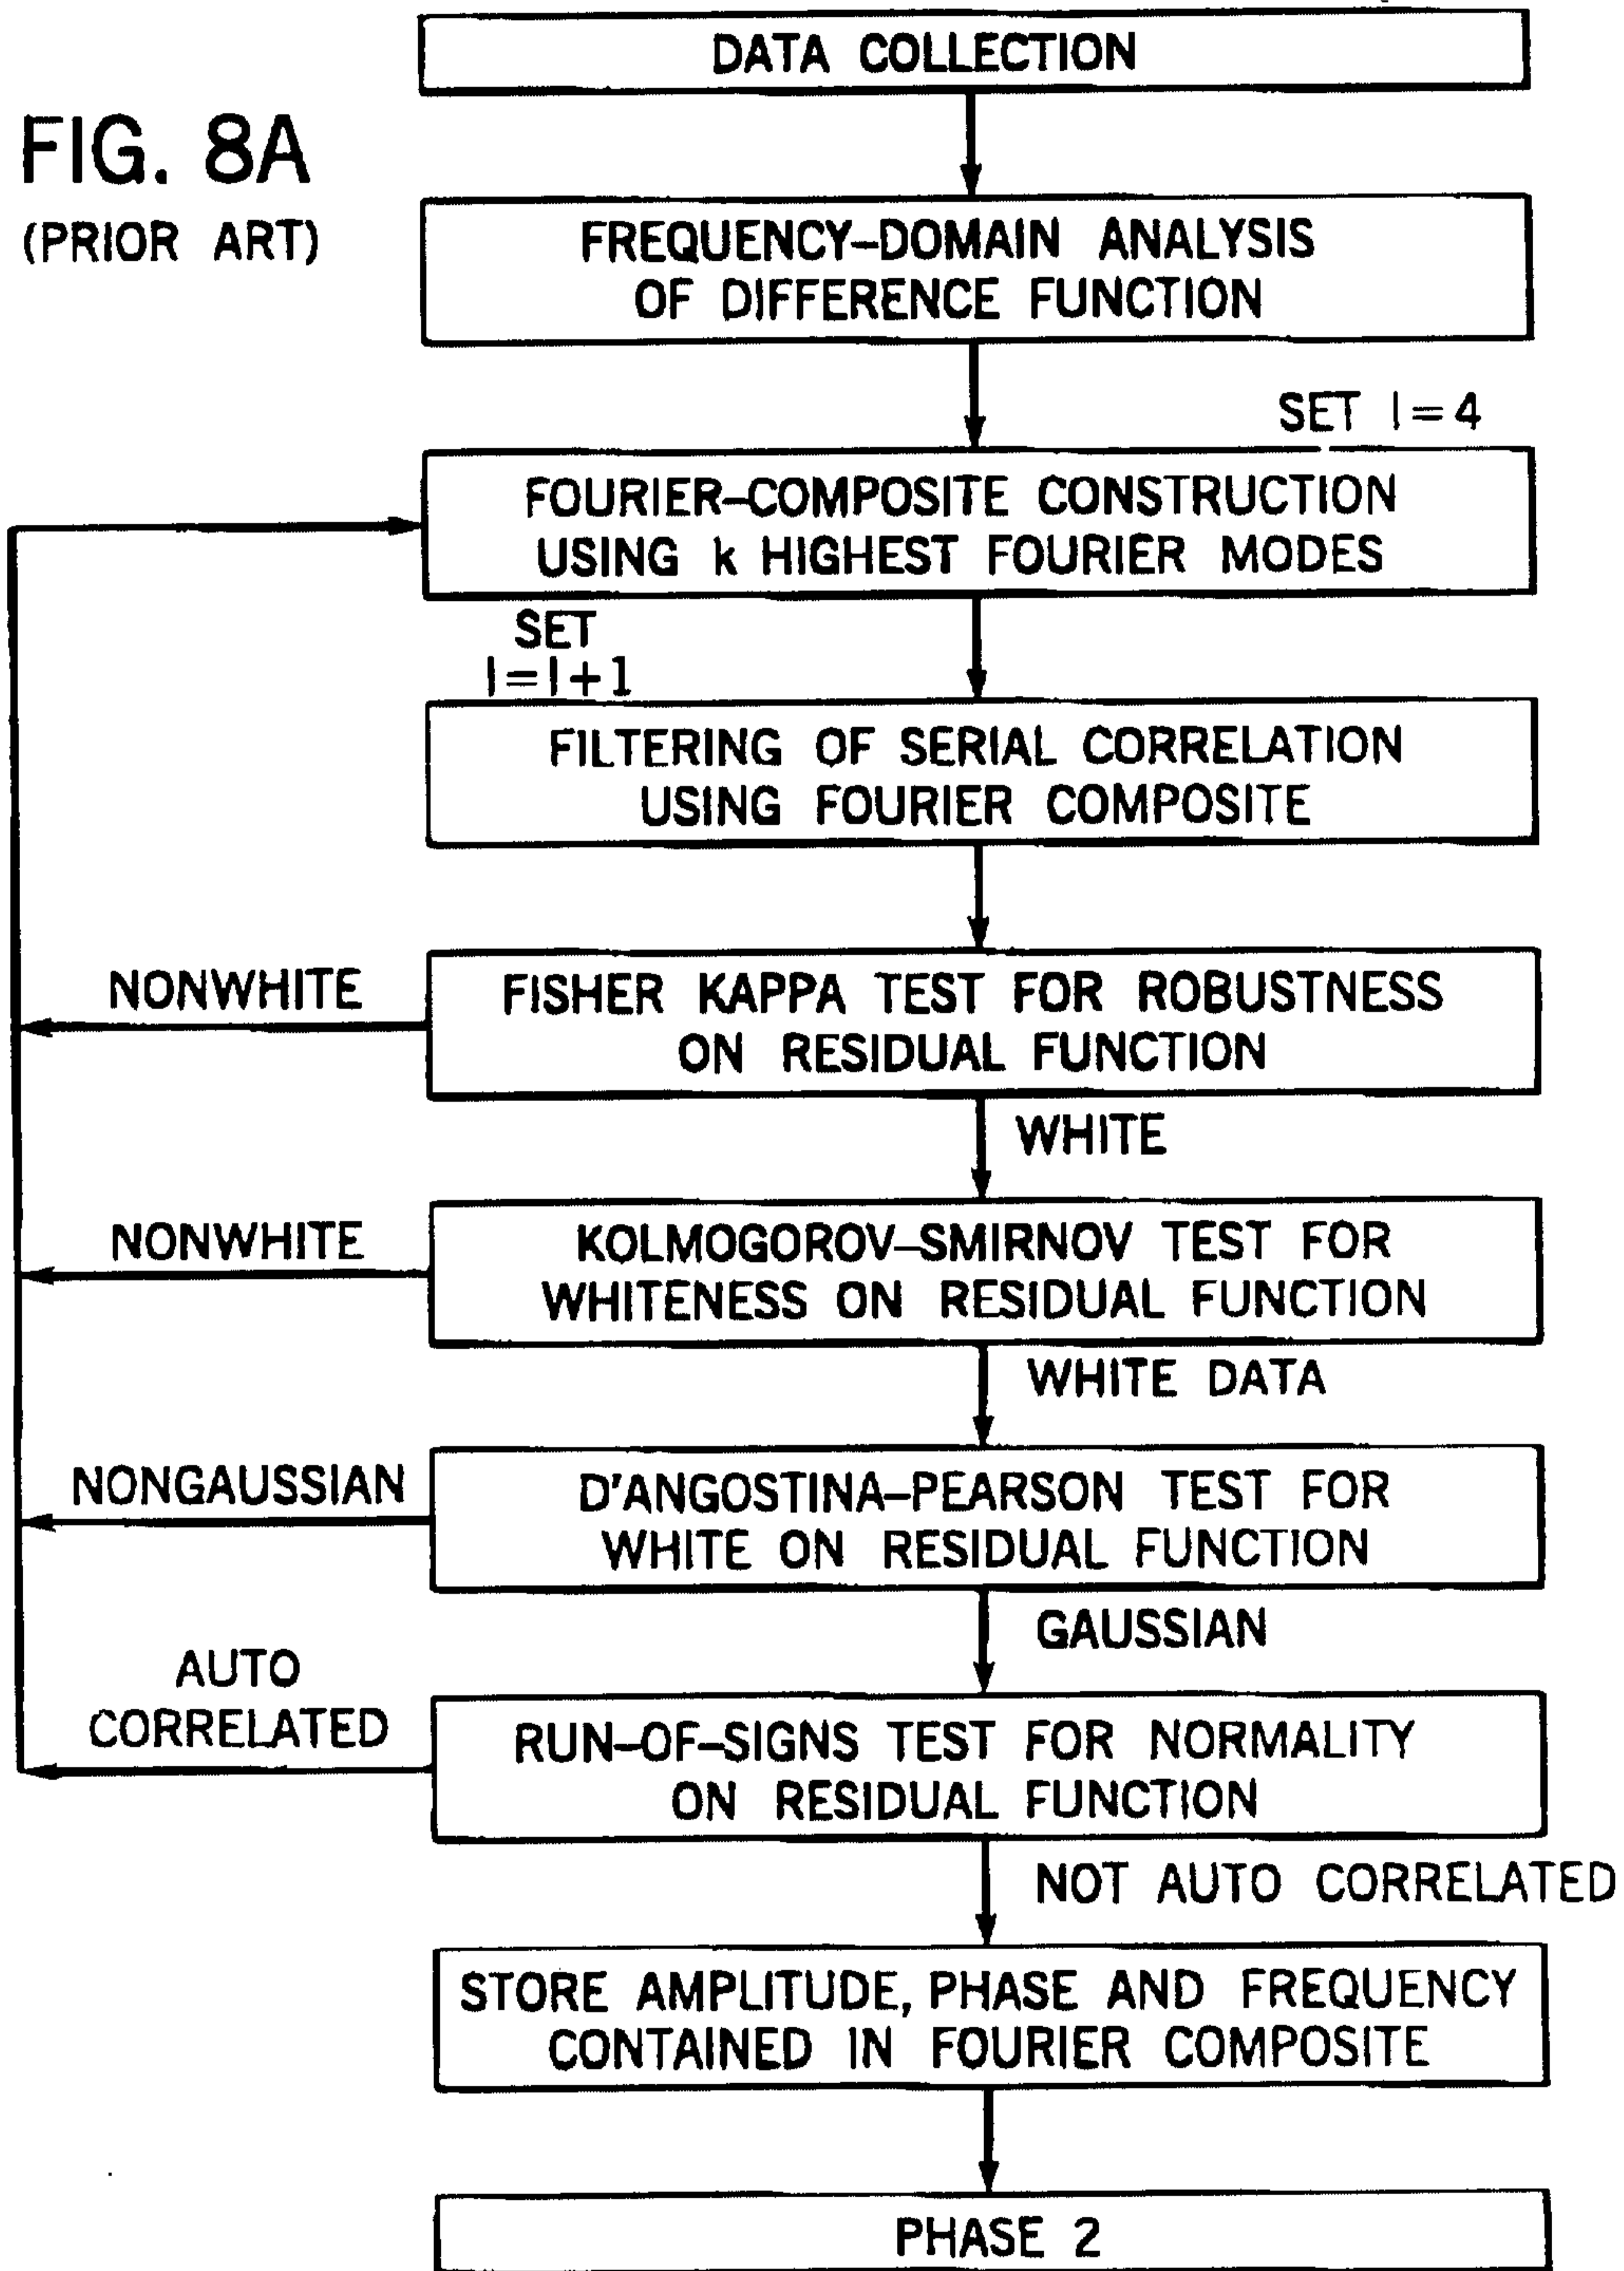 DATA COLLECTION
FIG. 8A
(PRIOR ART)
FREQUENCY-DOMAIN ANALYSIS
OF DIFFERENCE FUNCTION
SET l=4
FOURIER-COMPOSITE CONSTRUCTION
USING k HIGHEST FOURIER MODES
SET
l=l+1
FILTERING OF SERIAL CORRELATION
USING FOURIER COMPOSITE
NONWHITE
FISHER KAPPA TEST FOR ROBUSTNESS
ON RESIDUAL FUNCTION
WHITE
NONWHITE
KOLMOGOROV-SMIRNOV TEST FOR
WHITENESS ON RESIDUAL FUNCTION
WHITE DATA
NONGAUSSIAN
D'ANGOSTINA-PEARSON TEST FOR
WHITE ON RESIDUAL FUNCTION
GAUSSIAN
AUTO
CORRELATED
RUN-OF-SIGNS TEST FOR NORMALITY
ON RESIDUAL FUNCTION
NOT AUTO CORRELATED
STORE AMPLITUDE, PHASE AND FREQUENCY
CONTAINED IN FOURIER COMPOSITE
PHASE 2